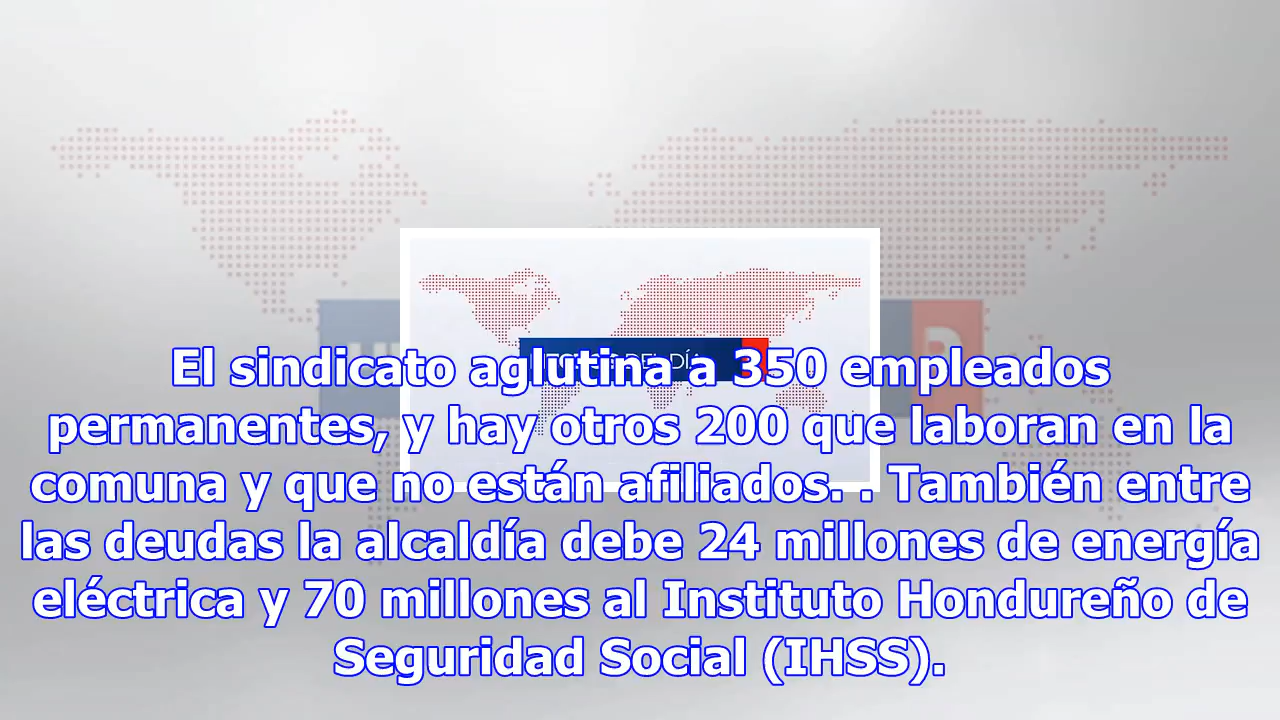 El sindicato aglutina a 350 empleados
permanentes, y hay otros 200 que laboran en la
comuna y que no están afiliados. . También entre
las deudas la alcaldía debe 24 millones de energía
eléctrica y 70 millones al Instituto Hondureño de
Seguridad Social (IHSS).